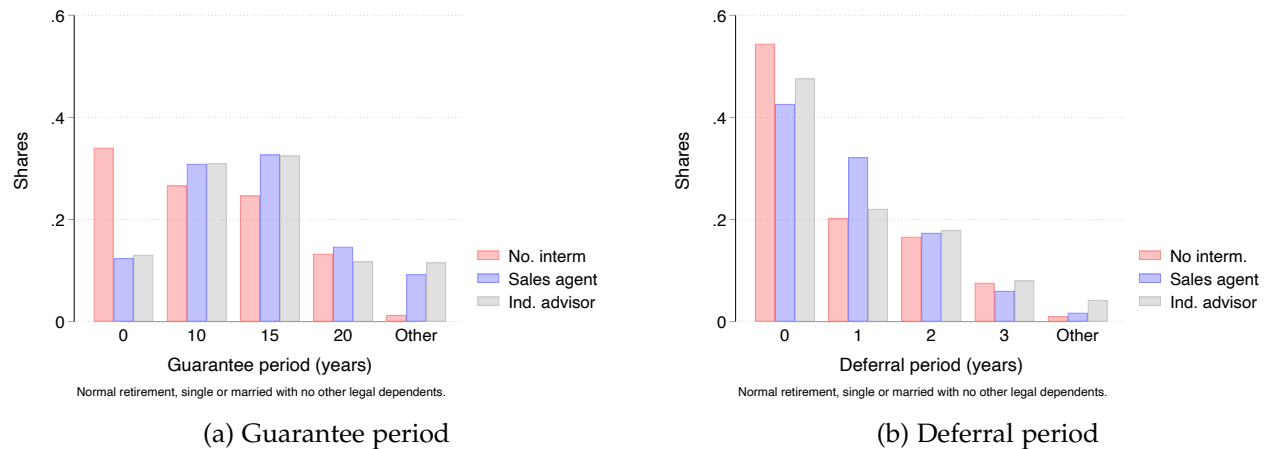 .6
.4
.2
0
Shares
0 10 15 20 Other
Guarantee period (years)
No. interm
Sales agent
Ind. advisor
Normal retirement, single or married with no other legal dependents.
(a) Guarantee period
.6
.4
.2
0
Shares
0 1 2 3 Other
Deferral period (years)
No interm.
Sales agent
Ind. advisor
Normal retirement, single or married with no other legal dependents.
(b) Deferral period